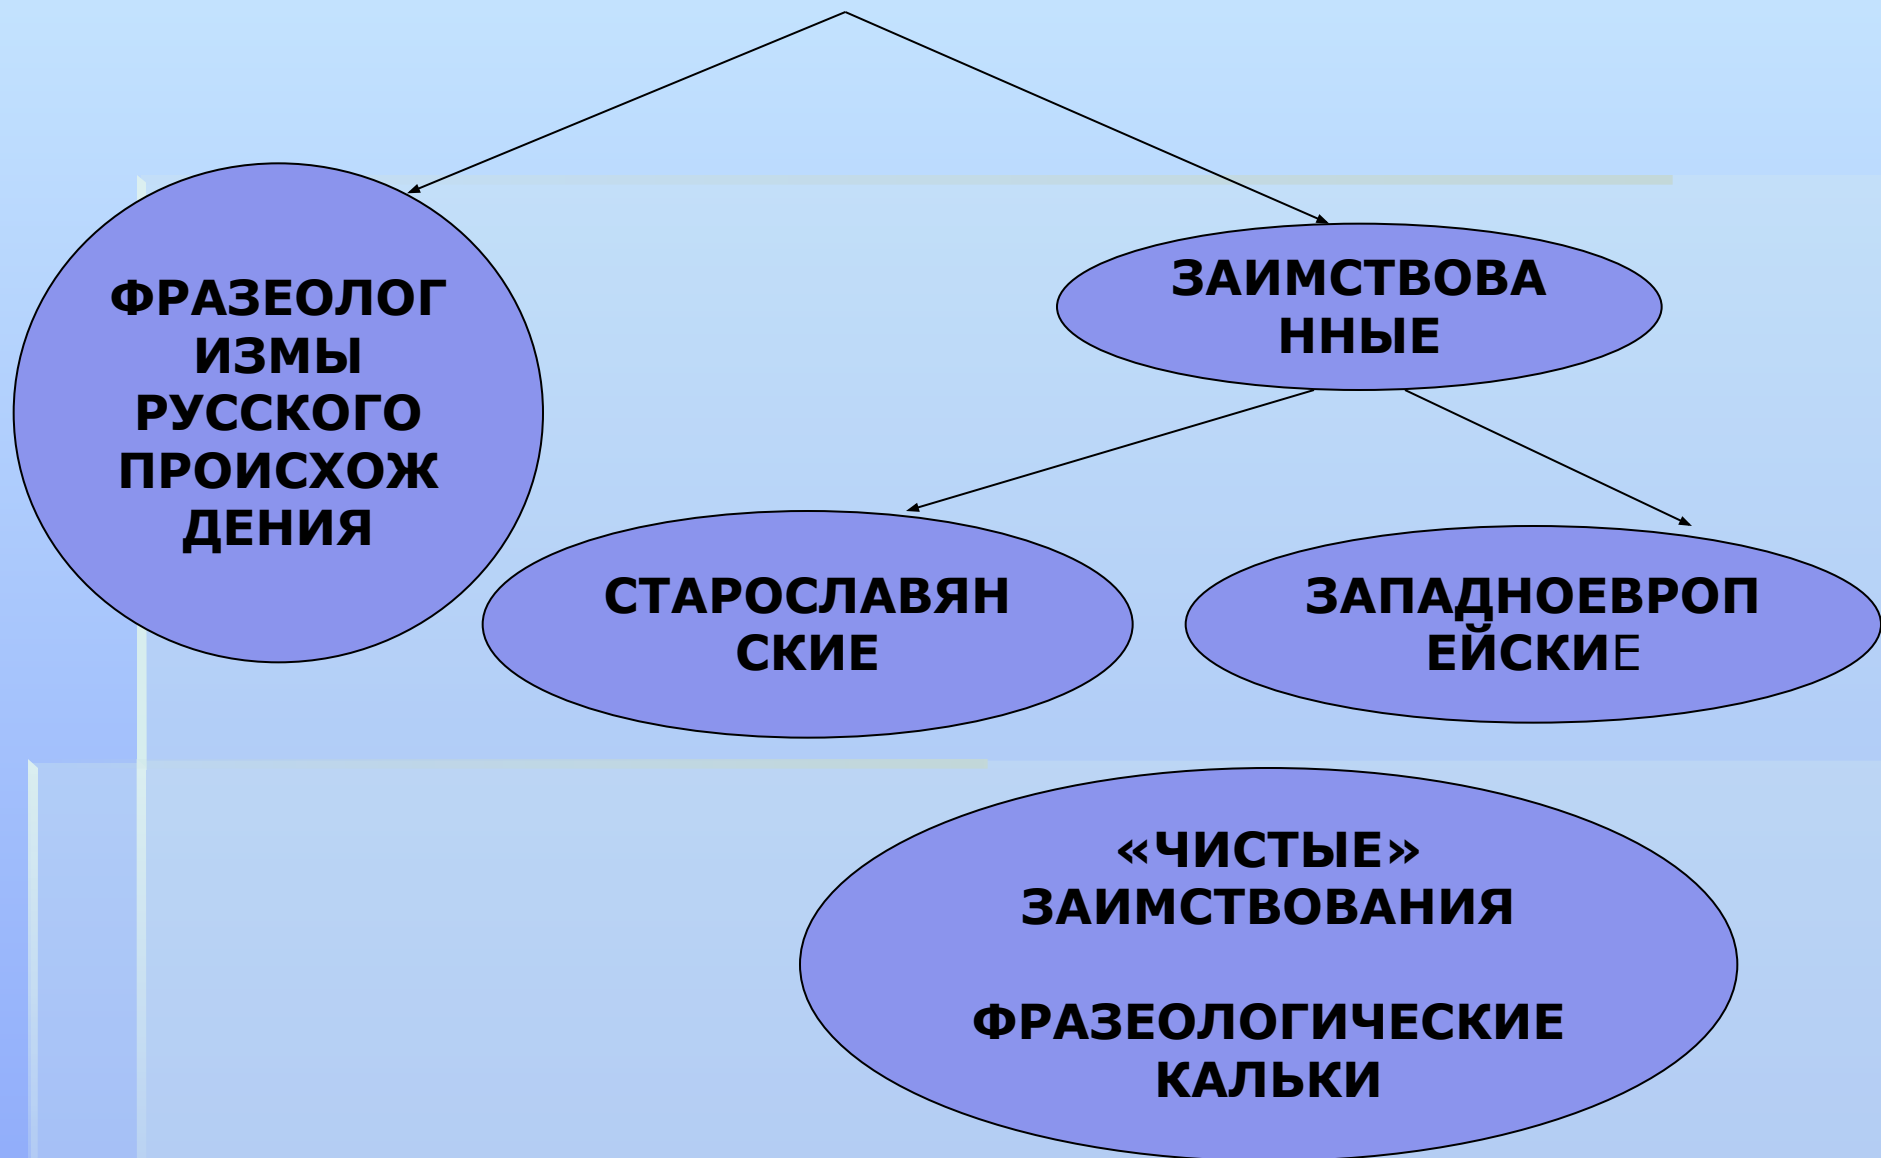 ФРАЗЕОЛОГ
ИЗМЫ
РУССКОГО
ПРОИСХОЖ
ДЕНИЯ
ЗАИМСТВОВА
ННЫЕ
СТАРОСЛАВЯН
СКИЕ
ЗАПАДНОЕВРОП
ЕЙСКИЕ
«ЧИСТЫЕ»
ЗАИМСТВОВАНИЯ
ФРАЗЕОЛОГИЧЕСКИЕ
КАЛЬКИ